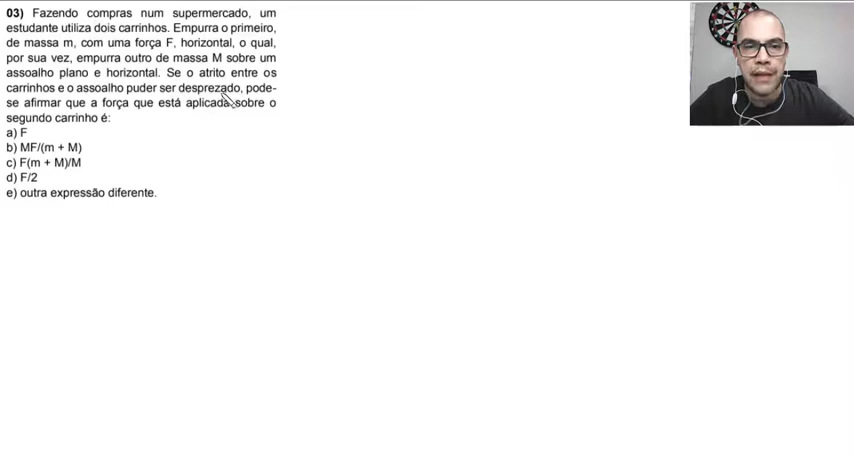 03) Fazendo compras num supermercado, um
estudante utiliza dois carrinhos. Empurra o primeiro,
de massa m, com uma força F, horizontal, o qual,
por sua vez, empurra outro de massa M sobre um
assoalho plano e horizontal. Se o atrito entre os
carrinhos e o assoalho puder ser desprezado, pode-
se afirmar que a força que está aplicada sobre o
segundo carrinho é:
a) F
b) MF/(m + M)
c) F(m + M)/M
d) F/2
e) outra expressão diferente.